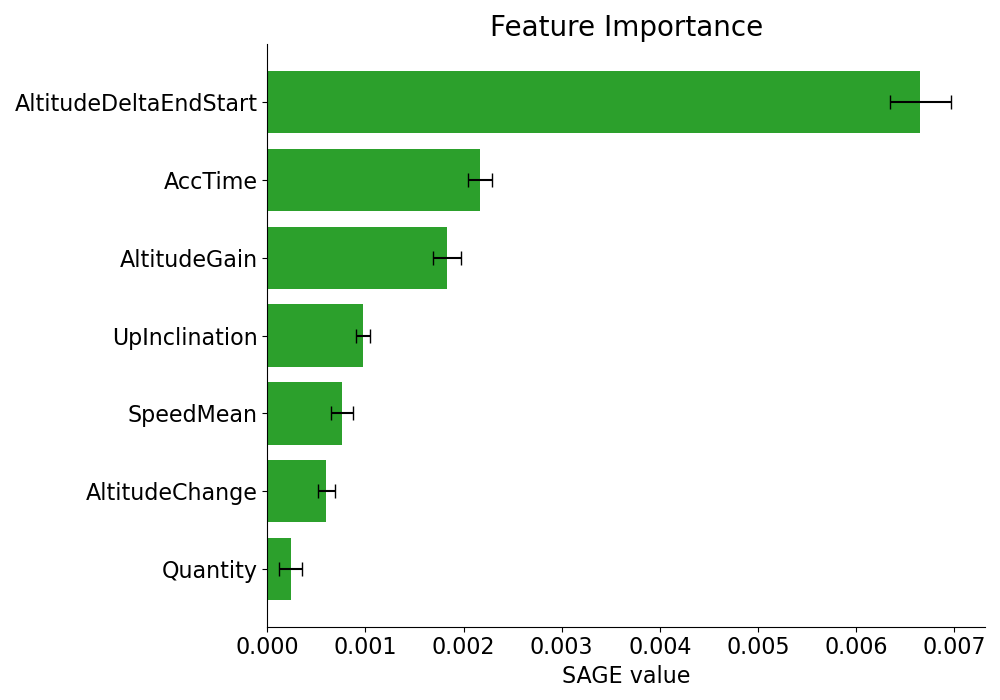 Feature Importance
AltitudeDeltaEndStart
AccTime
AltitudeGain
UpInclination
SpeedMean
AltitudeChange
Quantity
0.000 0.001 0.002 0.003 0.004 0.005 0.006 0.007
SAGE value